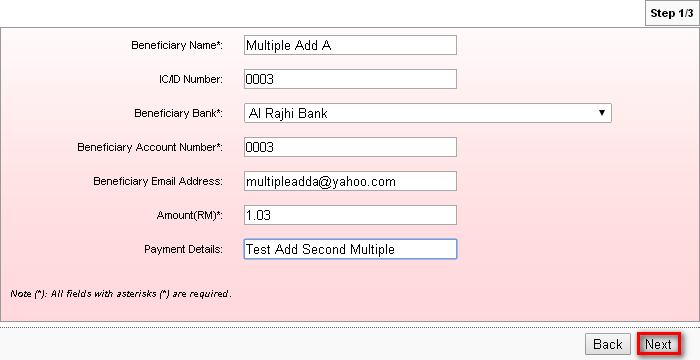 Step 1/3
Beneficiary Name*: Multiple Add A
IC/ID Number: 0003
Beneficiary Bank*: Al Rajhi Bank
Beneficiary Account Number*: 0003
Beneficiary Email Address: multipleadda@yahoo.com
Amount(RM)*: 1.03
Payment Details: Test Add Second Multiple
Note (*): All fields with asterisks (*) are required.
Back Next